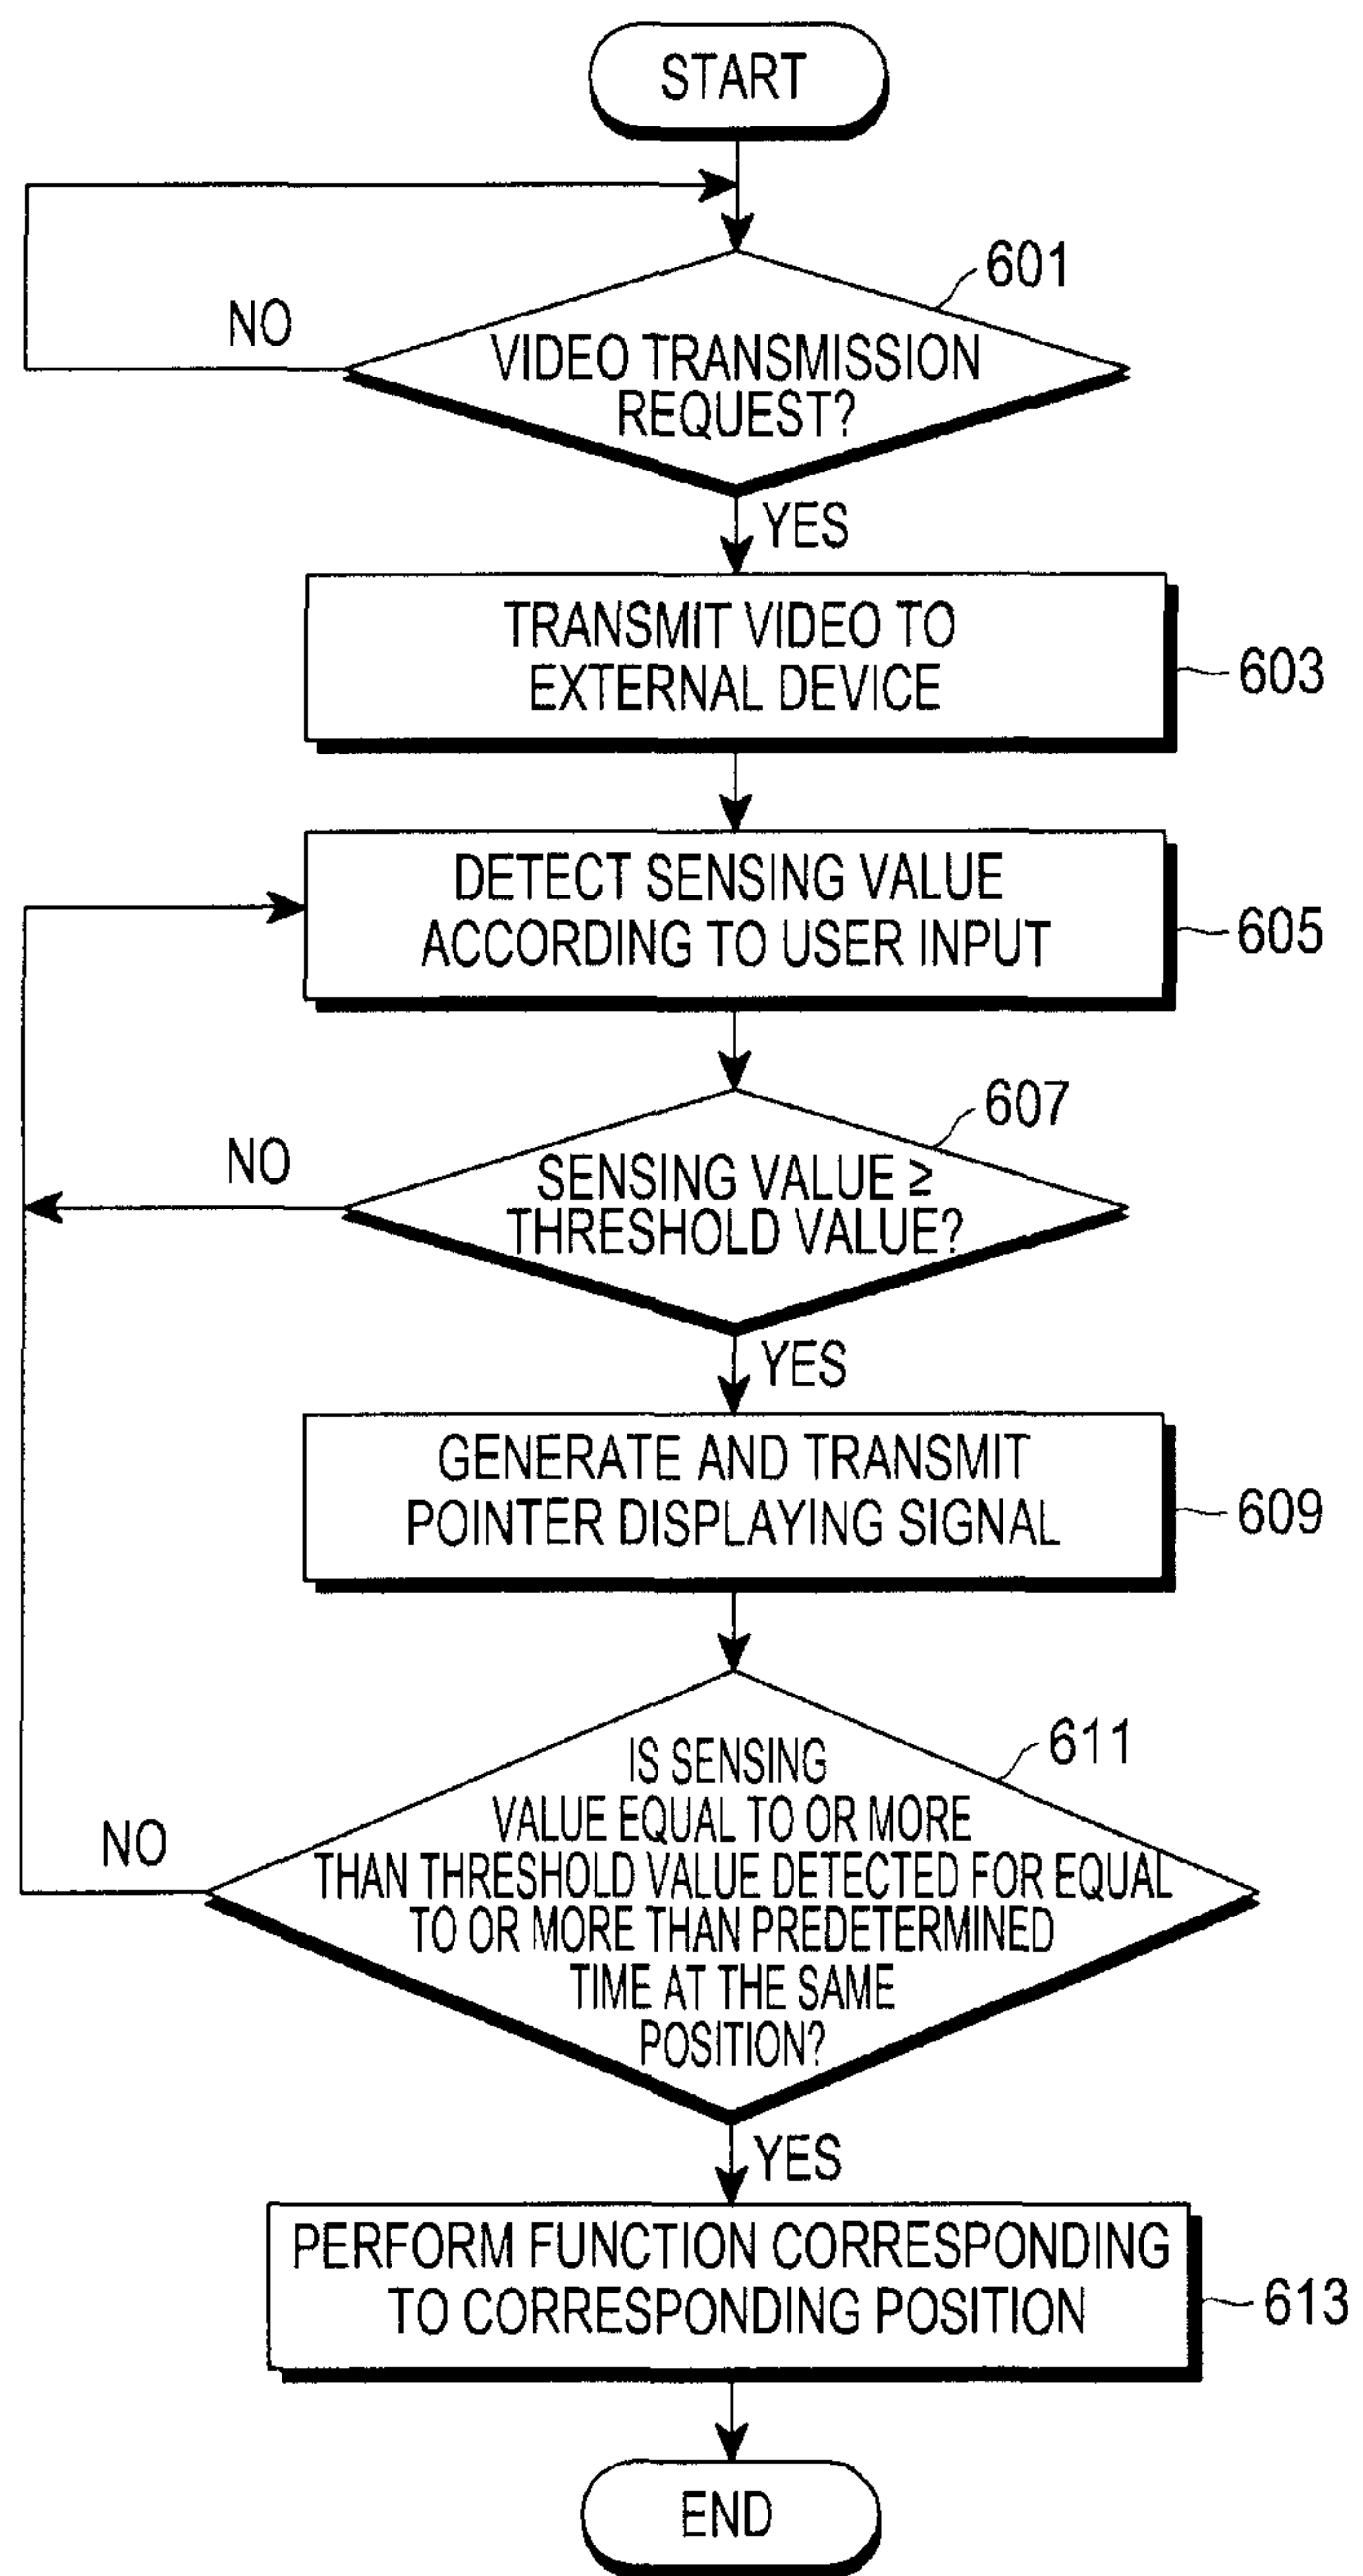 START
601
NO
VIDEO TRANSMISSION
REQUEST?
YES
TRANSMIT VIDEO TO
EXTERNAL DEVICE
603
DETECT SENSING VALUE
ACCORDING TO USER INPUT
605
607
NO
SENSING VALUE ≥
THRESHOLD VALUE?
YES
GENERATE AND TRANSMIT
POINTER DISPLAYING SIGNAL
609
611
IS SENSING
VALUE EQUAL TO OR MORE
NO
THAN THRESHOLD VALUE DETECTED FOR EQUAL
TO OR MORE THAN PREDETERMINED
TIME AT THE SAME
POSITION?
YES
PERFORM FUNCTION CORRESPONDING
TO CORRESPONDING POSITION
613
END